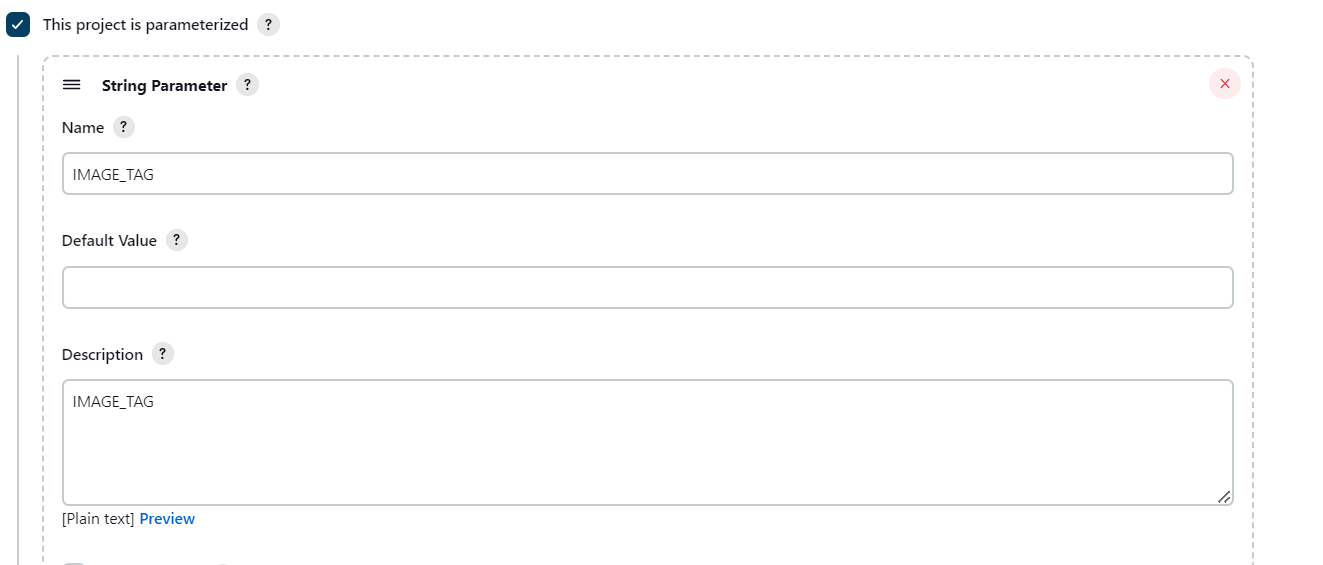 This project is parameterized ?
String Parameter ?
Name ?
IMAGE_TAG
Default Value ?
Description ?
IMAGE_TAG
[Plain text] Preview